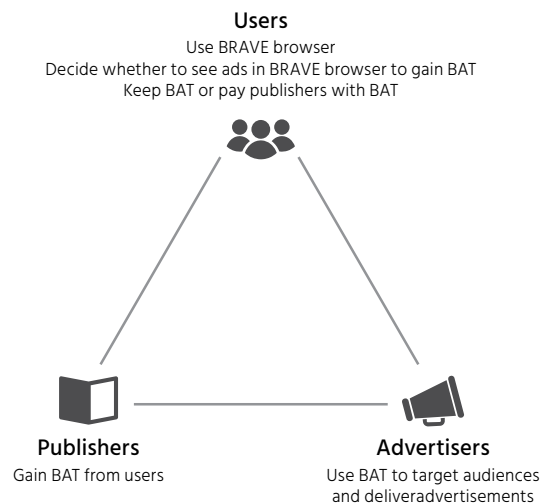 Users
Use BRAVE browser
Decide whether to see ads in BRAVE browser to gain BAT
Keep BAT or pay publishers with BAT
Publishers
Gain BAT from users
Advertisers
Use BAT to target audiences
and deliveradvertisements